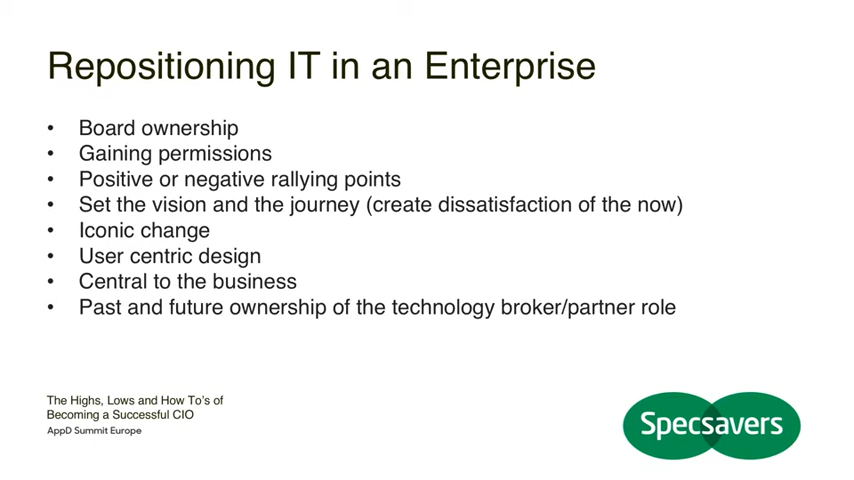 Repositioning IT in an Enterprise
• Board ownership
• Gaining permissions
• Positive or negative rallying points
• Set the vision and the journey (create dissatisfaction of the now)
• Iconic change
• User centric design
• Central to the business
• Past and future ownership of the technology broker/partner role
The Highs, Lows and How To's of
Becoming a Successful CIO
AppD Summit Europe
Specsavers